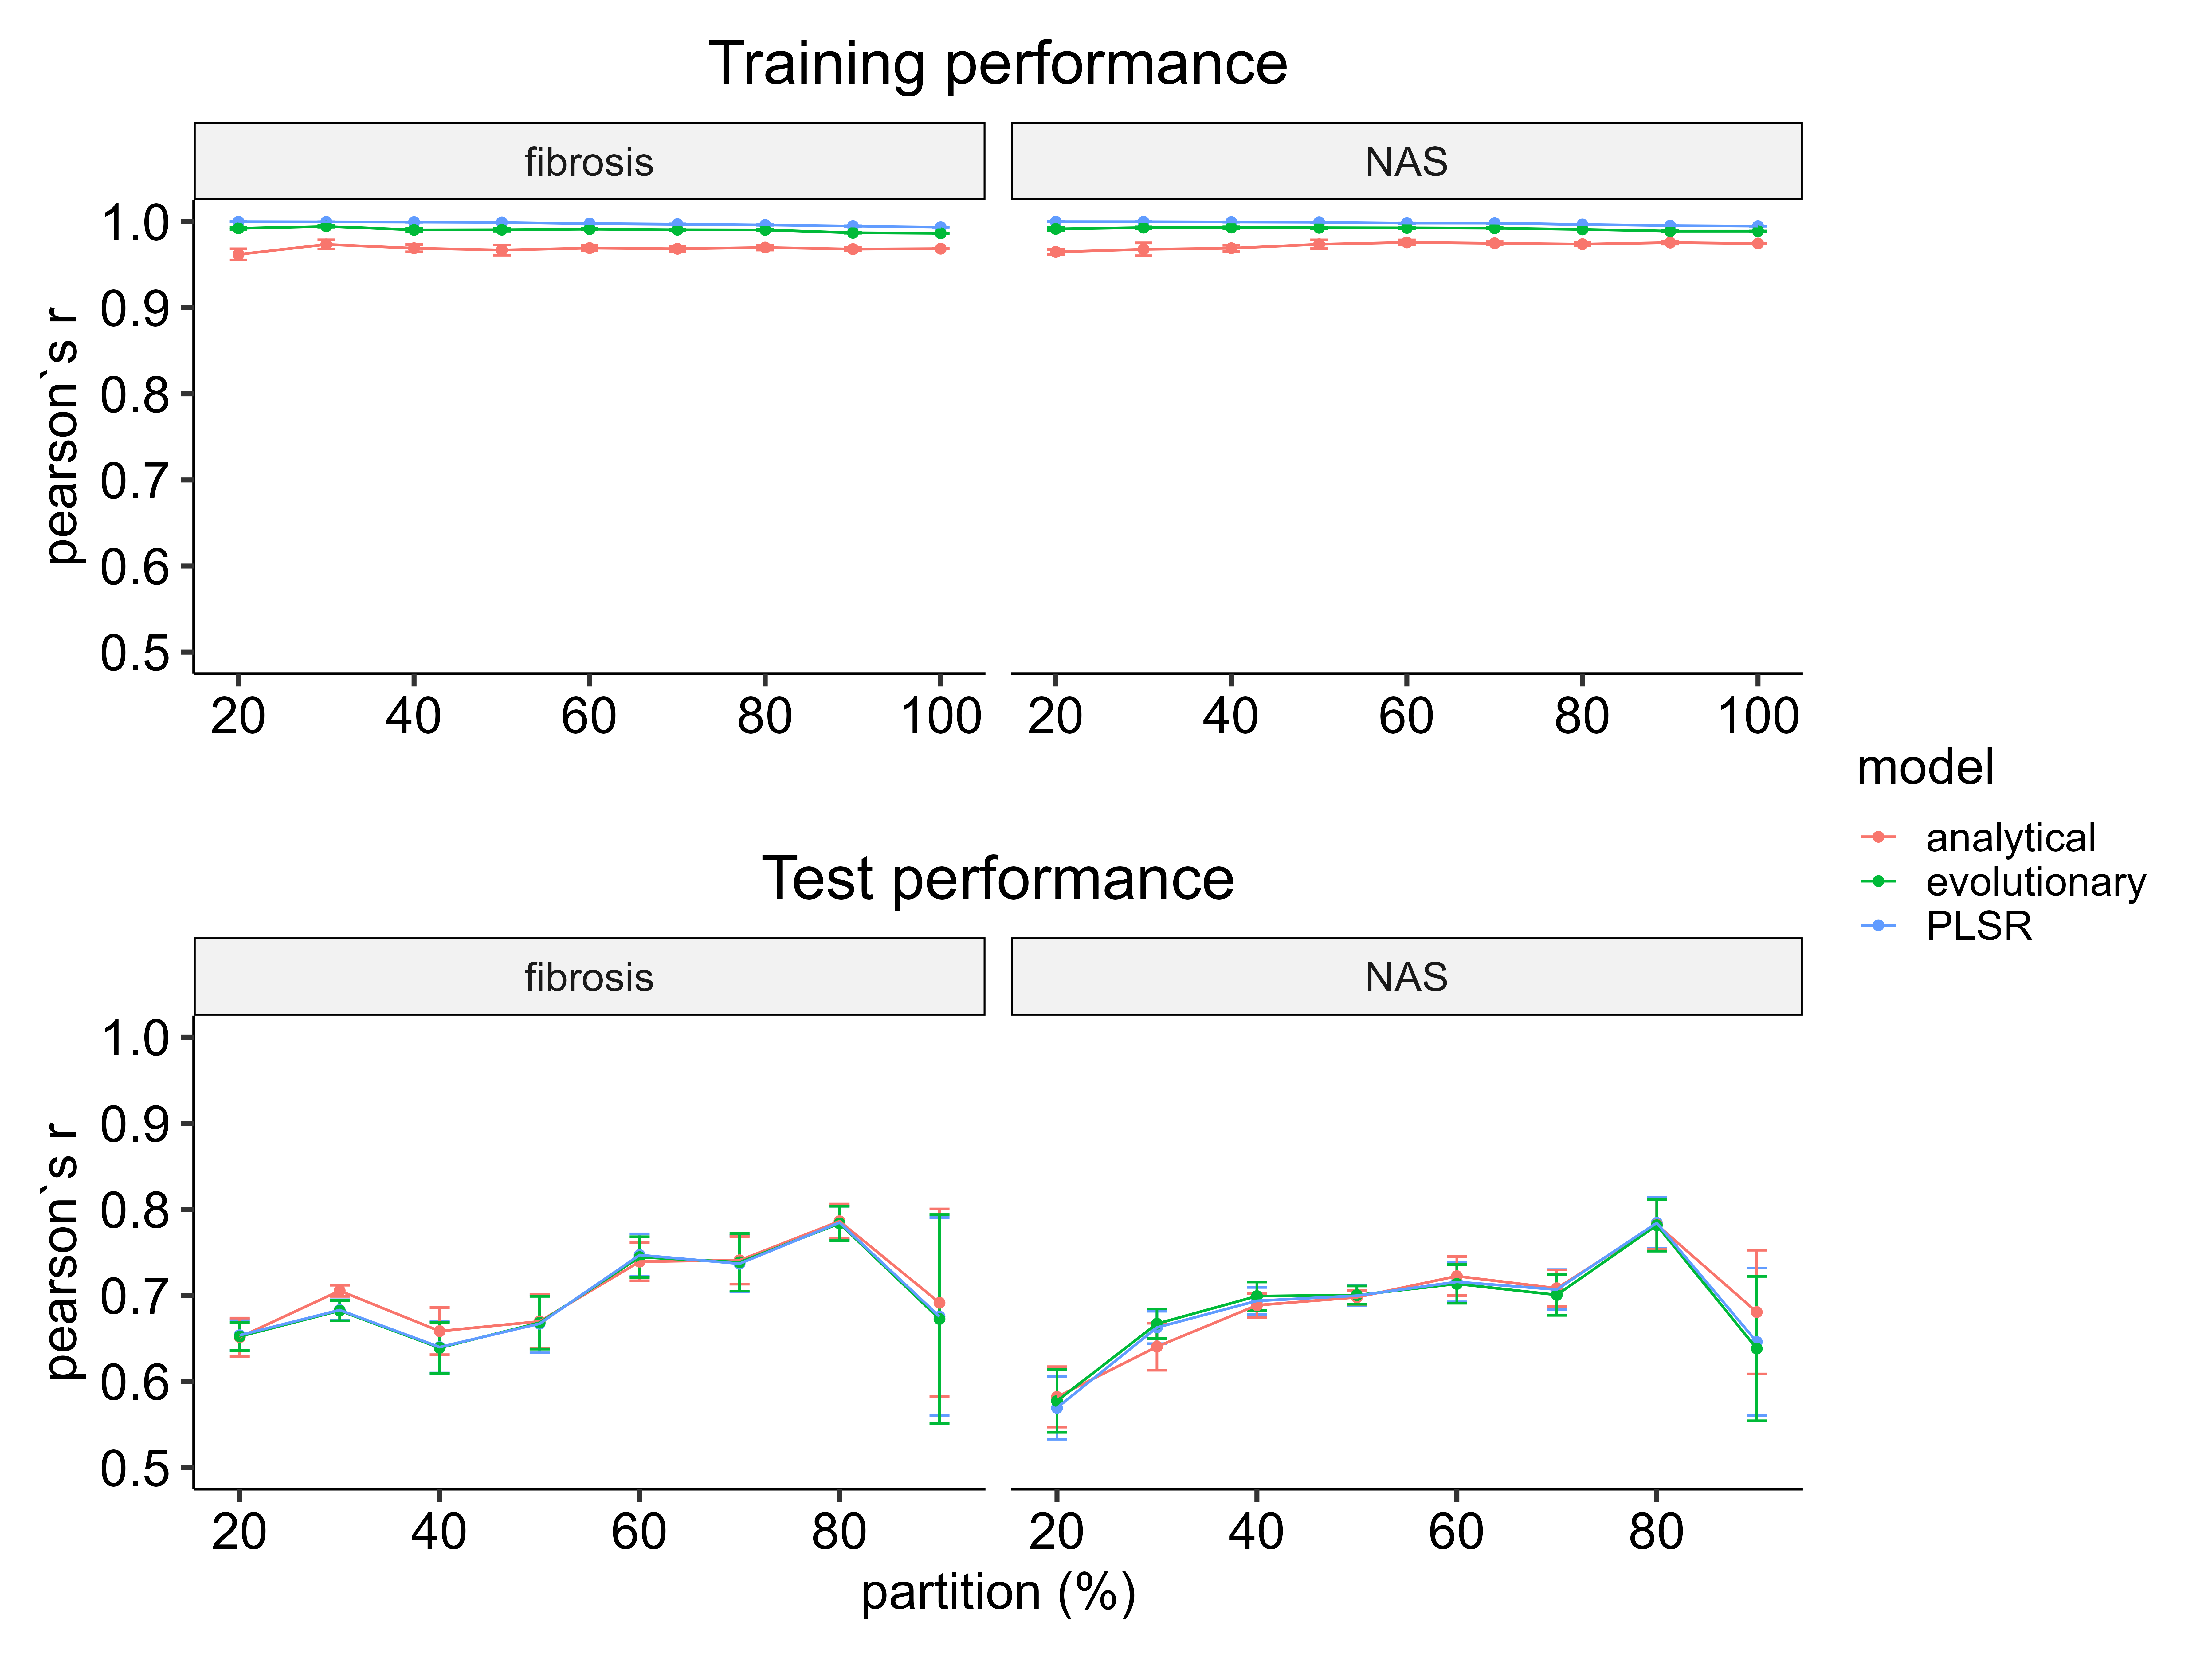 Training performance
fibrosis NAS
pearson`s r
1.0
0.9
0.8
0.7
0.6
0.5
20 40 60 80 100 20 40 60 80 100
model
analytical
evolutionary
PLSR
Test performance
fibrosis NAS
pearson`s r
1.0
0.9
0.8
0.7
0.6
0.5
20 40 60 80 20 40 60 80
partition (%)